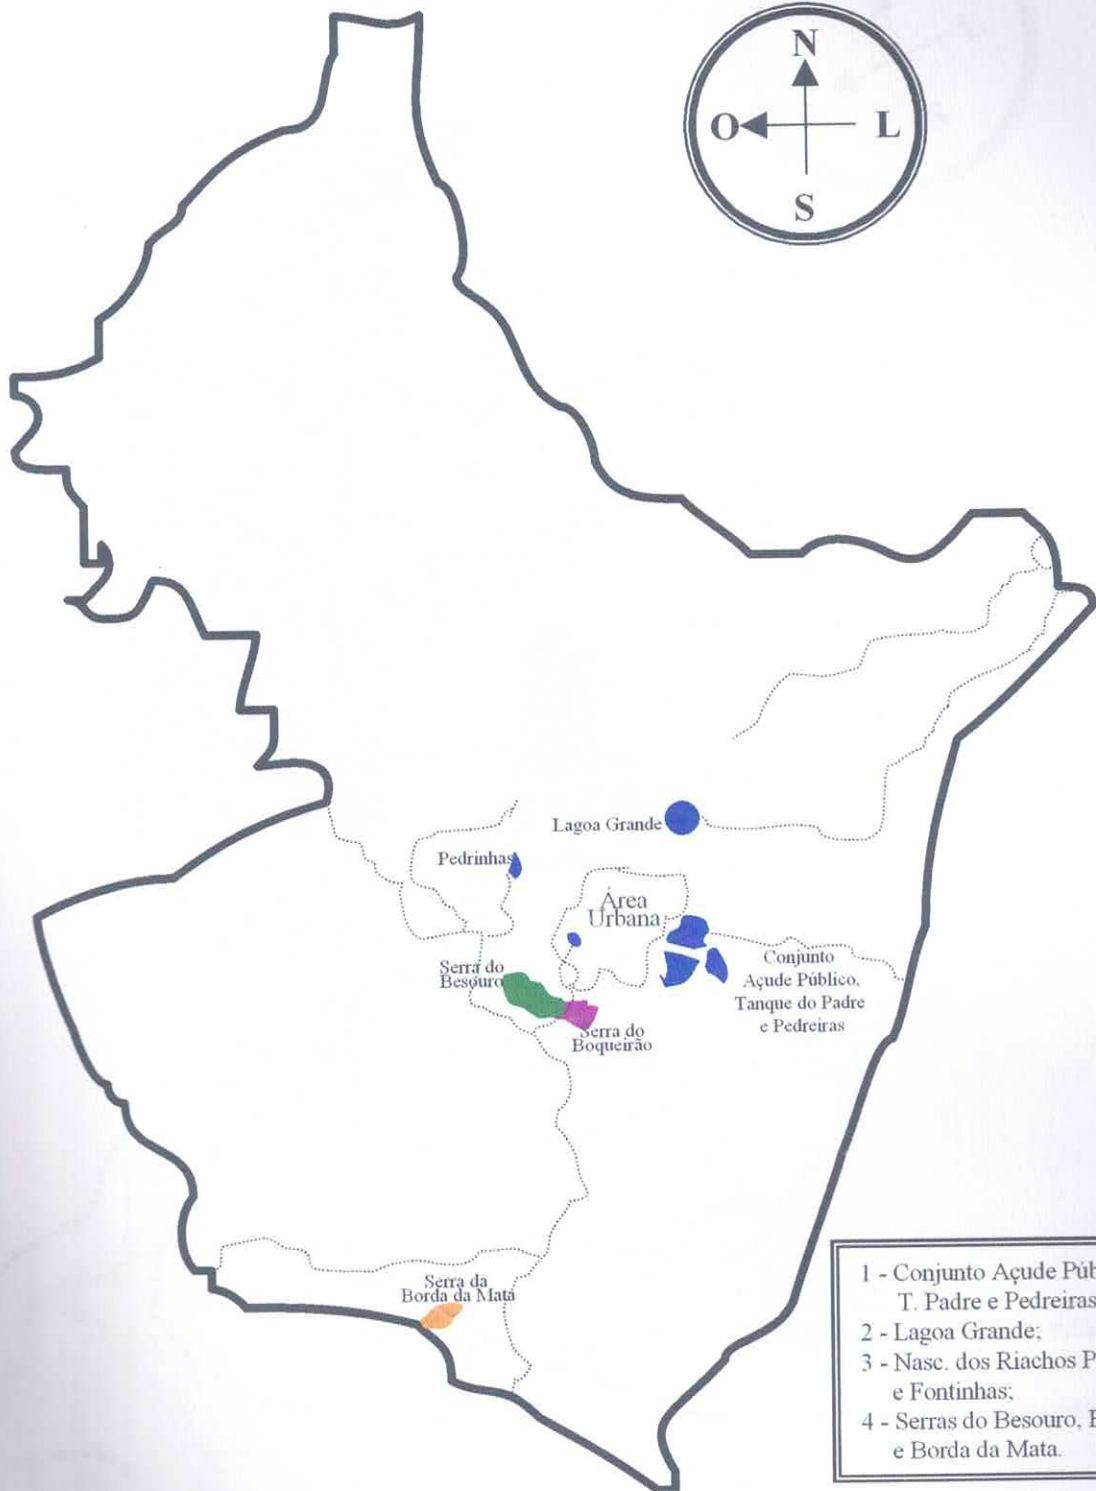 N
O L
S
Lagoa Grande
Pedrinhas
Área
Urbana
Conjunto
Açude Público,
Tanque do Padre
e Pedreiras
Serra do
Besouro
Serra do
Boqueirão
Serra da
Borda da Mata
1 - Conjunto Açude
T. Padre e Pedreiras
2 - Lagoa Grande;
3 - Nasc. dos Riachos
e Fontinhas;
4 - Serras do Besouro,
e Borda da Mata.